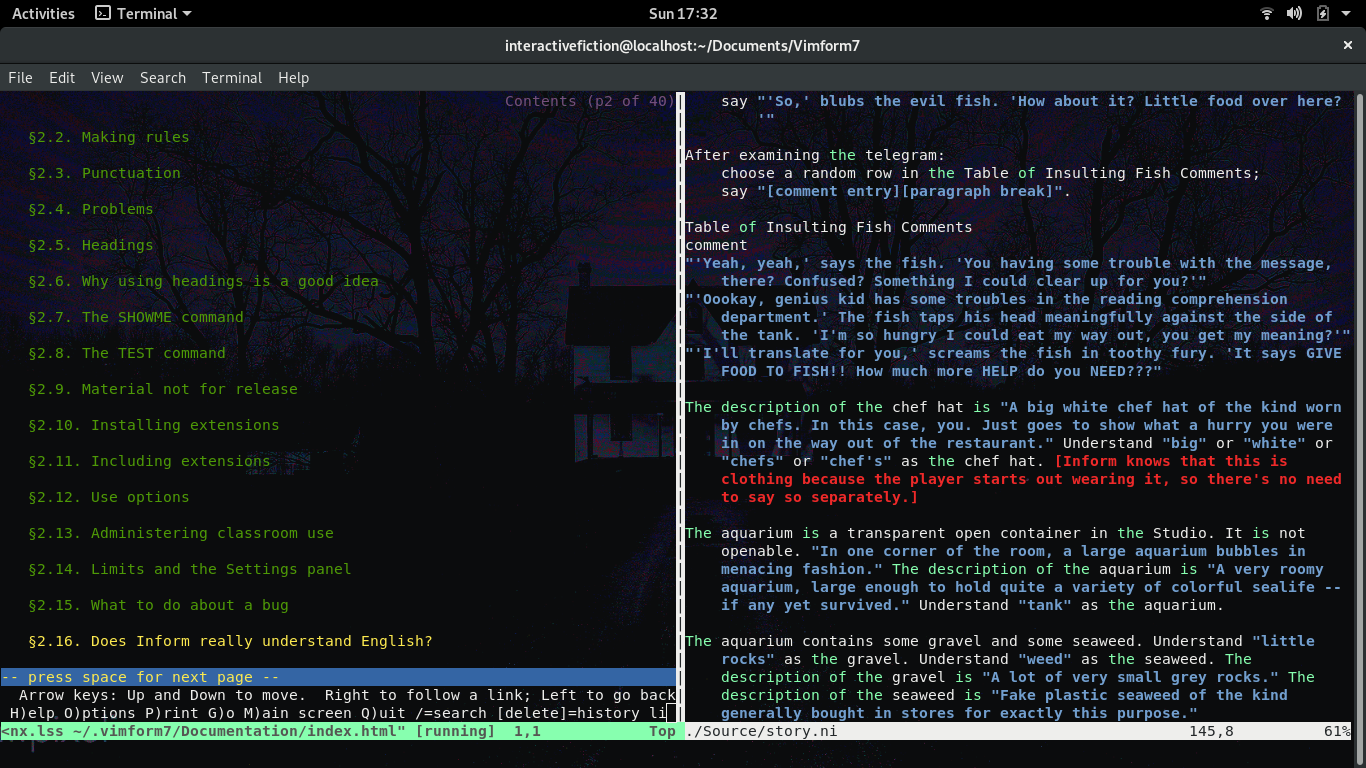 Activities Terminal Sun 17:32
interactivefiction@localhost:~/Documents/Vimform7 ×
File Edit View Search Terminal Help
Contents (p2 of 40)
§2.2. Making rules
§2.3. Punctuation
§2.4. Problems
§2.5. Headings
§2.6. Why using headings is a good idea
§2.7. The SHOWME command
§2.8. The TEST command
§2.9. Material not for release
§2.10. Installing extensions
§2.11. Including extensions
§2.12. Use options
§2.13. Administering classroom use
§2.14. Limits and the Settings panel
§2.15. What to do about a bug
§2.16. Does Inform really understand English?
-- press space for next page --
Arrow keys: Up and Down to move.  Right to follow a link; Left to go back
H)elp O)ptions P)rint G)o M)ain screen Q)uit /=search [delete]=history li
<nx.lss ~/.vimform7/Documentation/index.html" [running]  1,1 Top
say "'So,' blubs the evil fish. 'How about it? Little food over here?
'"
After examining the telegram:
choose a random row in the Table of Insulting Fish Comments;
say "[comment entry][paragraph break]".
Table of Insulting Fish Comments
comment
"'Yeah, yeah,' says the fish. 'You having some trouble with the message,
there? Confused? Something I could clear up for you?'"
"'Oookay, genius kid has some troubles in the reading comprehension
department.' The fish taps his head meaningfully against the side of
the tank. 'I'm so hungry I could eat my way out, you get my meaning?'"
"'I'll translate for you,' screams the fish in toothy fury. 'It says GIVE
FOOD TO FISH!! How much more HELP do you NEED???"
The description of the chef hat is "A big white chef hat of the kind worn
by chefs. In this case, you. Just goes to show what a hurry you were
in on the way out of the restaurant." Understand "big" or "white" or
"chefs" or "chef's" as the chef hat. [Inform knows that this is
clothing because the player starts out wearing it, so there's no need
to say so separately.]
The aquarium is a transparent open container in the Studio. It is not
openable. "In one corner of the room, a large aquarium bubbles in
menacing fashion." The description of the aquarium is "A very roomy
aquarium, large enough to hold quite a variety of colorful sealife --
if any yet survived." Understand "tank" as the aquarium.
The aquarium contains some gravel and some seaweed. Understand "little
rocks" as the gravel. Understand "weed" as the seaweed. The
description of the gravel is "A lot of very small grey rocks." The
description of the seaweed is "Fake plastic seaweed of the kind
generally bought in stores for exactly this purpose."
./Source/story.ni 145,8 61%